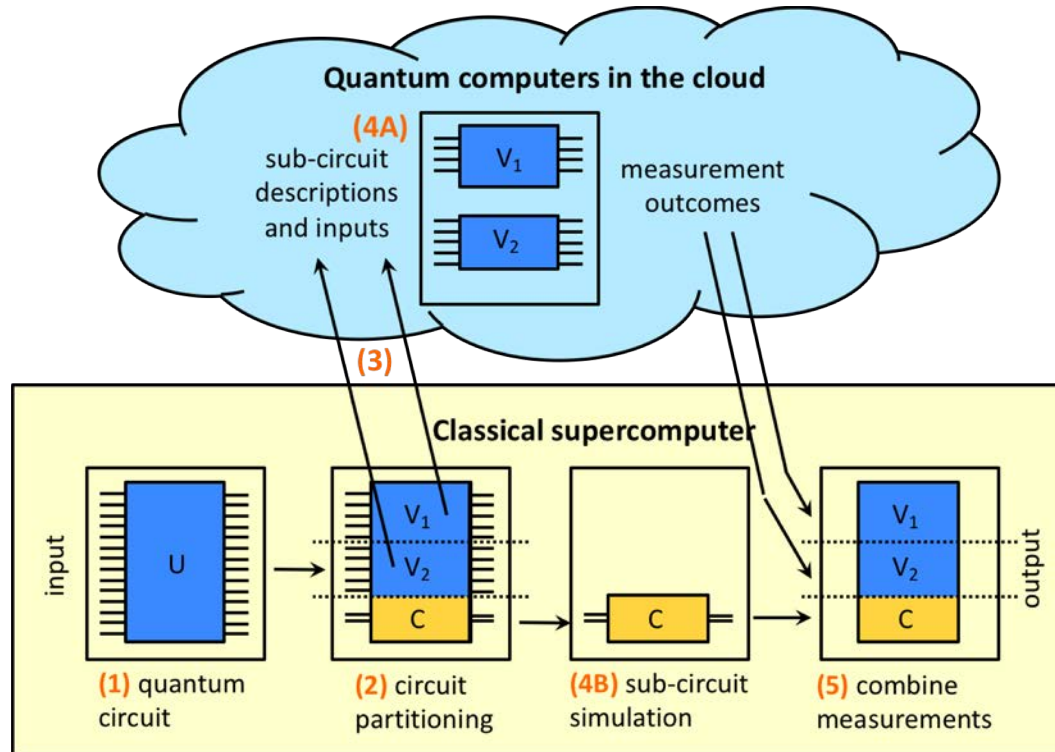 Quantum computers in the cloud
(4A)
sub-circuit
descriptions
and inputs
V₁
V₂
measurement
outcomes
(3)
Classical supercomputer
input
U
V₁
V₂
C
C
V₁
V₂
C
output
(1) quantum
circuit
(2) circuit
partitioning
(4B) sub-circuit
simulation
(5) combine
measurements